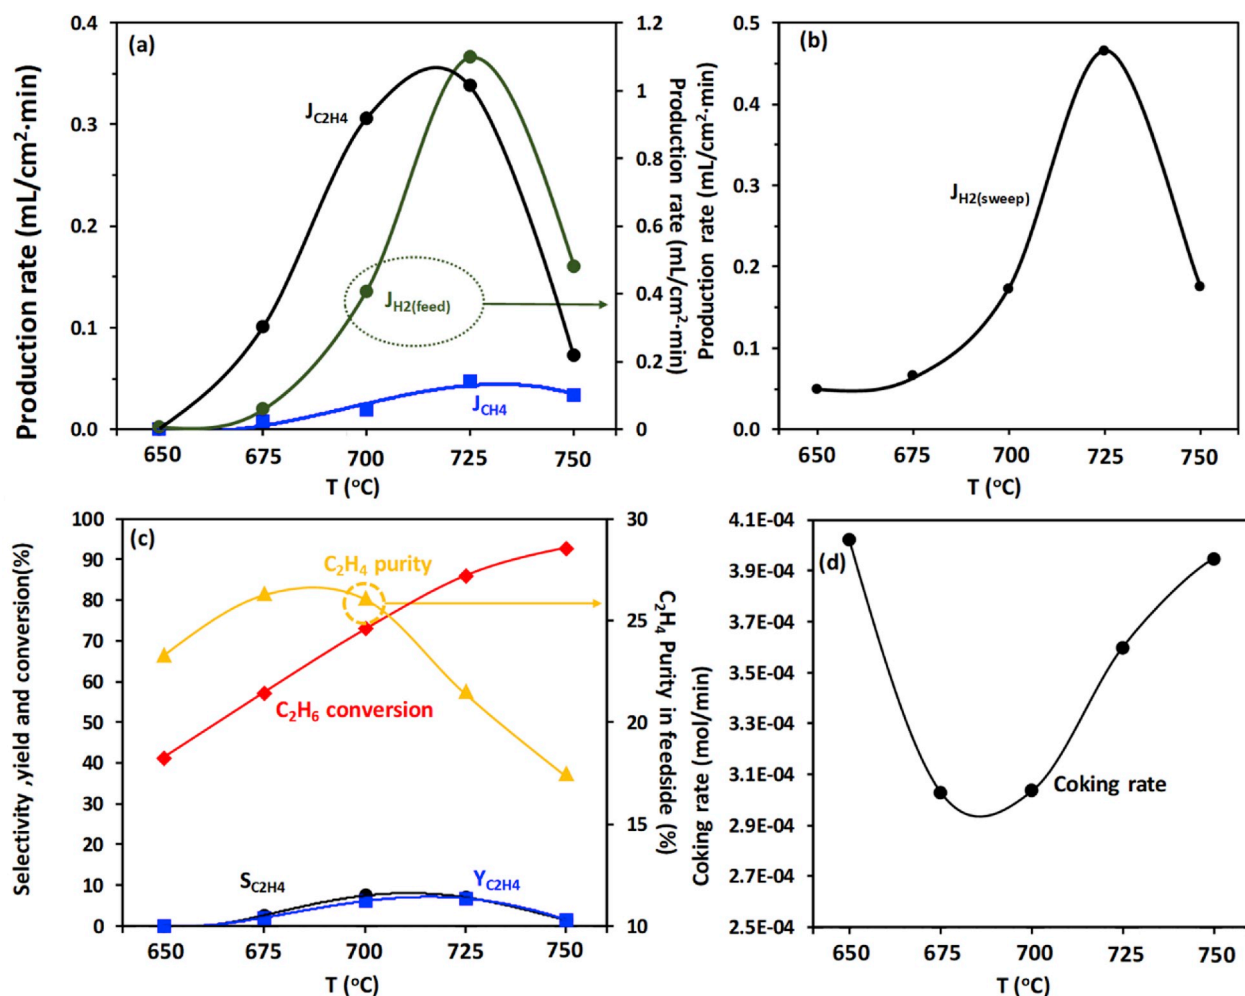 (a)
Production rate (mL/cm²·min)
0.4
0.3
0.2
0.1
0.0
J_C2H4
J_H2(feed)
J_CH4
1.2
1
0.8
0.6
0.4
0.2
0
Production rate (mL/cm²·min)
650 675 700 725 750
T (°C)
(b)
Production rate (mL/cm²·min)
0.5
0.4
0.3
0.2
0.1
0.0
J_H2(sweep)
650 675 700 725 750
T (°C)
(c)
Selectivity ,yield and conversion(%)
100
90
80
70
60
50
40
30
20
10
0
C₂H₄ purity
C₂H₆ conversion
S_C2H4
Y_C2H4
30
25
20
15
10
C₂H₄ Purity in feedside (%)
650 675 700 725 750
T (°C)
(d)
Coking rate (mol/min)
4.1E-04
3.9E-04
3.7E-04
3.5E-04
3.3E-04
3.1E-04
2.9E-04
2.7E-04
2.5E-04
Coking rate
650 675 700 725 750
T (°C)